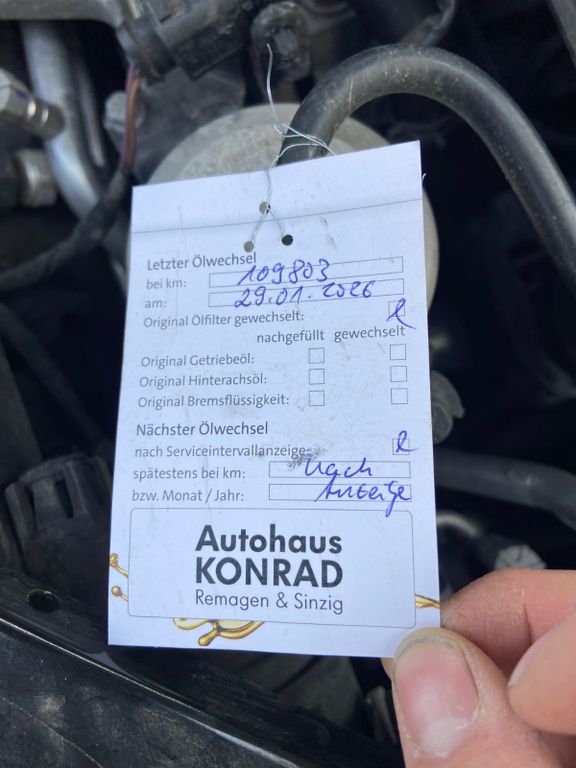 Letzter Ölwechsel
bei km: 109803
am: 29.01.2026
Original Ölfilter gewechselt:
nachgefüllt gewechselt
Original Getriebeöl:
Original Hinterachsöl:
Original Bremsflüssigkeit:
Nächster Ölwechsel
nach Serviceintervallanzeige:
spätestens bei km: nach
bzw. Monat / Jahr: Anzeige
Autohaus
KONRAD
Remagen & Sinzig